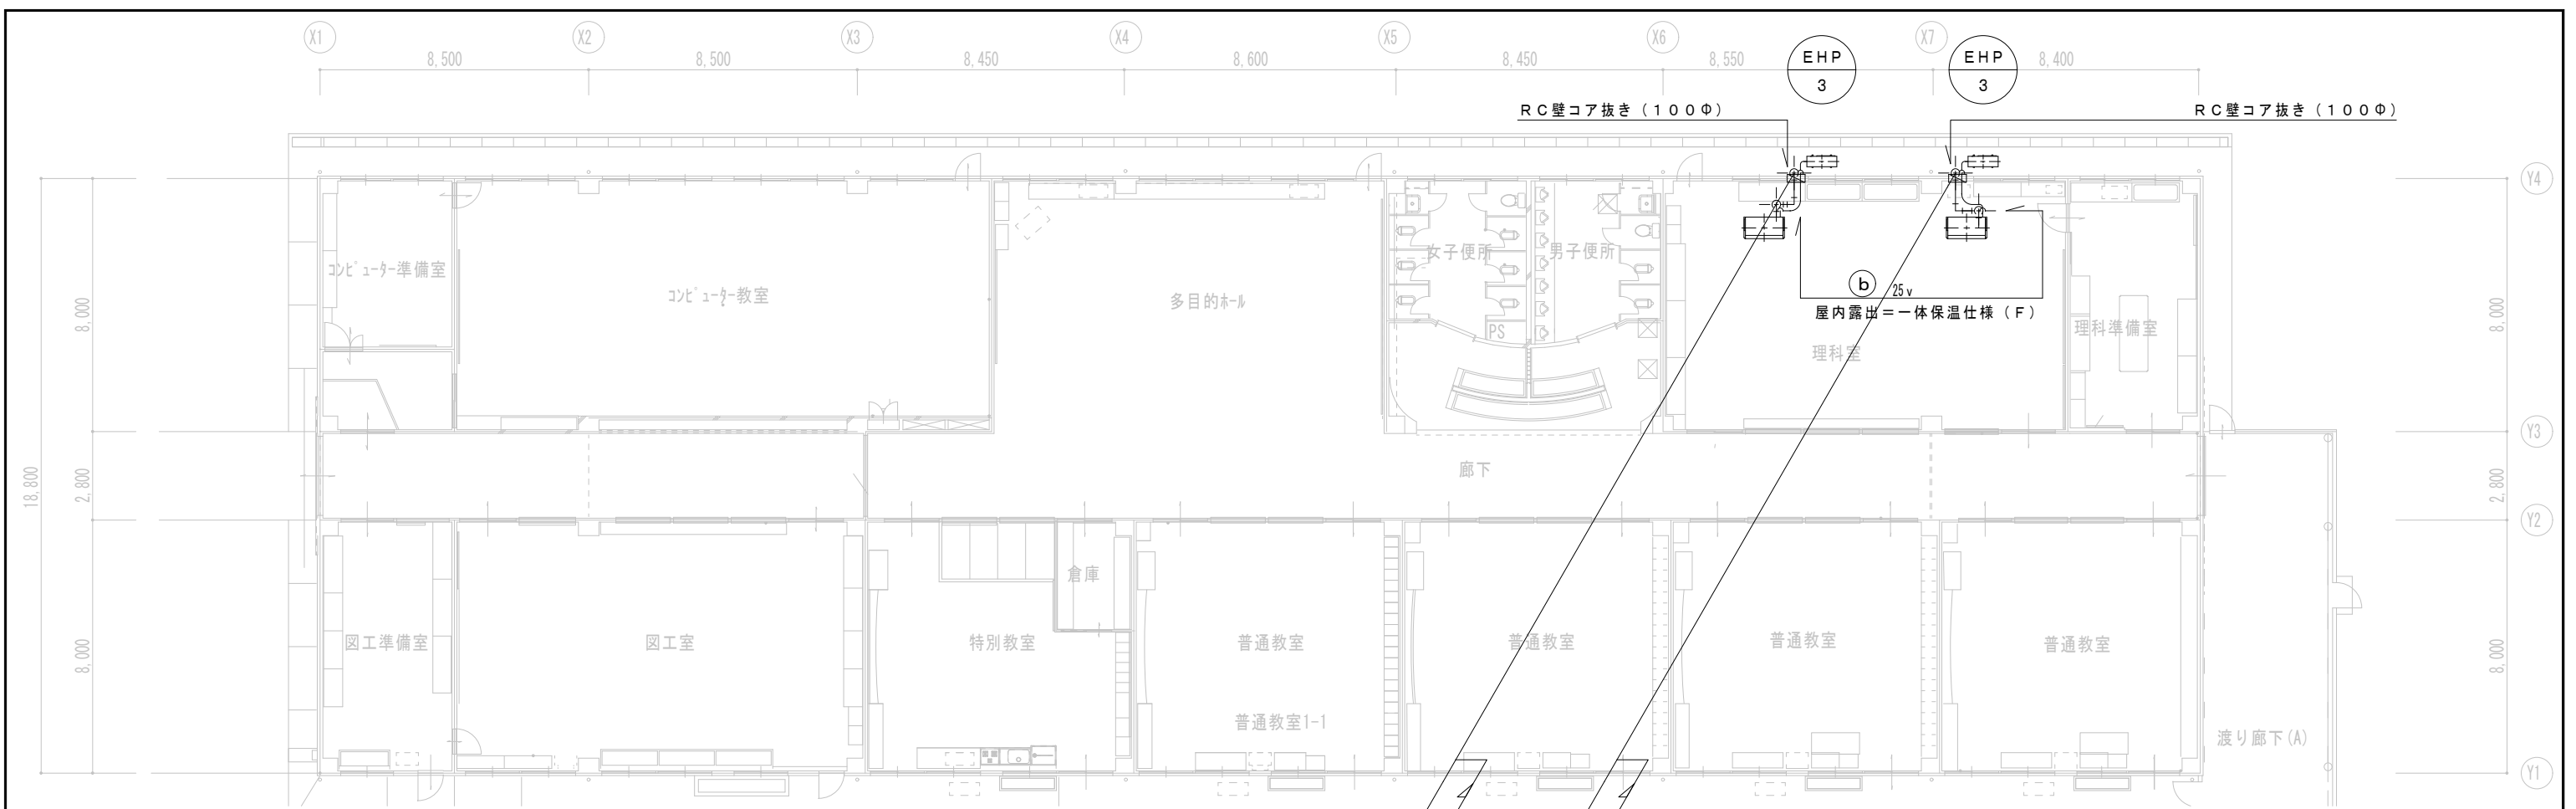 X1
X2
X3
X4
X5
X6
X7
8,500
8,500
8,450
8,600
8,450
8,550
8,400
EHP
3
EHP
3
RC壁コア抜き（100Φ）
RC壁コア抜き（100Φ）
Y4
Y3
Y2
Y1
18,800
8,000
2,800
8,000
8,000
2,800
8,000
コンピューター準備室
コンピューター教室
多目的ホール
女子便所
男子便所
PS
b
25v
屋内露出＝一体保温仕様（F）
理科室
理科準備室
廊下
図工準備室
図工室
特別教室
倉庫
普通教室
普通教室1-1
普通教室
普通教室
普通教室
渡り廊下(A)